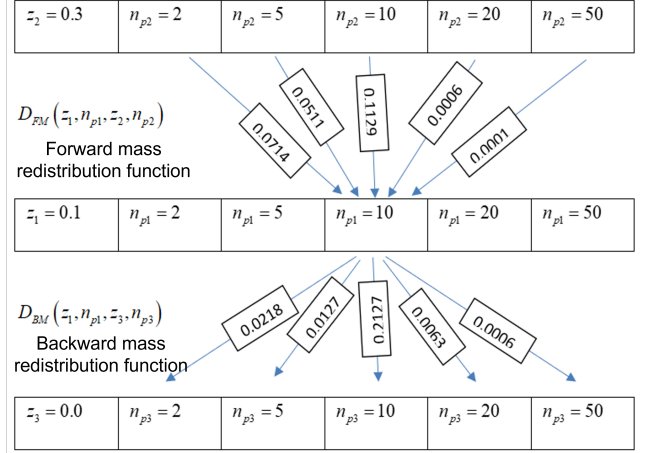 z₂ = 0.3 nₚ₂ = 2 nₚ₂ = 5 nₚ₂ = 10 nₚ₂ = 20 nₚ₂ = 50
0.0714 0.0511 0.1129 0.0006 0.0001
D_FM (z₁, nₚ₁, z₂, nₚ₂)
Forward mass
redistribution function
z₁ = 0.1 nₚ₁ = 2 nₚ₁ = 5 nₚ₁ = 10 nₚ₁ = 20 nₚ₁ = 50
D_BM (z₁, nₚ₁, z₃, nₚ₃)
Backward mass
redistribution function
0.0218 0.0127 0.2127 0.0063 0.0006
z₃ = 0.0 nₚ₃ = 2 nₚ₃ = 5 nₚ₃ = 10 nₚ₃ = 20 nₚ₃ = 50